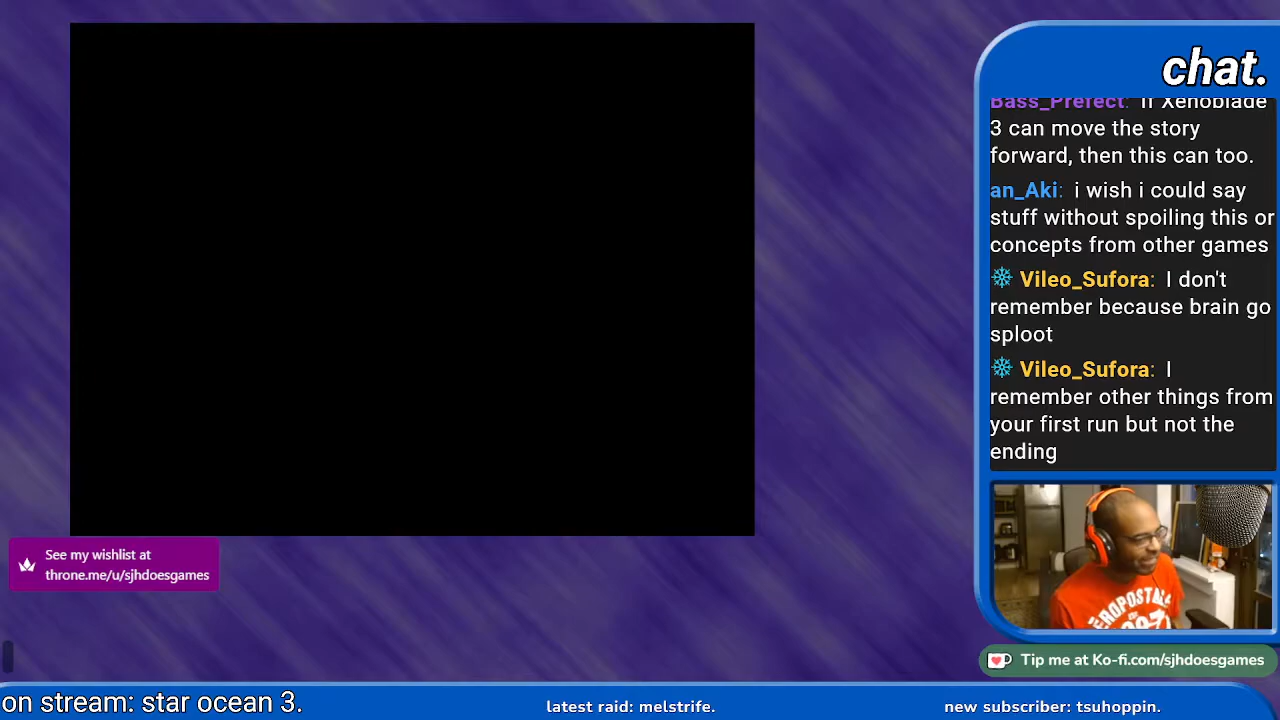 chat.
Bass_Prefect: If Xenoblade
3 can move the story
forward, then this can too.
an_Aki: i wish i could say
stuff without spoiling this or
concepts from other games
Vileo_Sufora: I don't
remember because brain go
sploot
Vileo_Sufora: I
remember other things from
your first run but not the
ending
See my wishlist at
throne.me/u/sjhdoesgames
Tip me at Ko-fi.com/sjhdoesgames
on stream: star ocean 3.
latest raid: melstrife.
new subscriber: tsuhoppin.